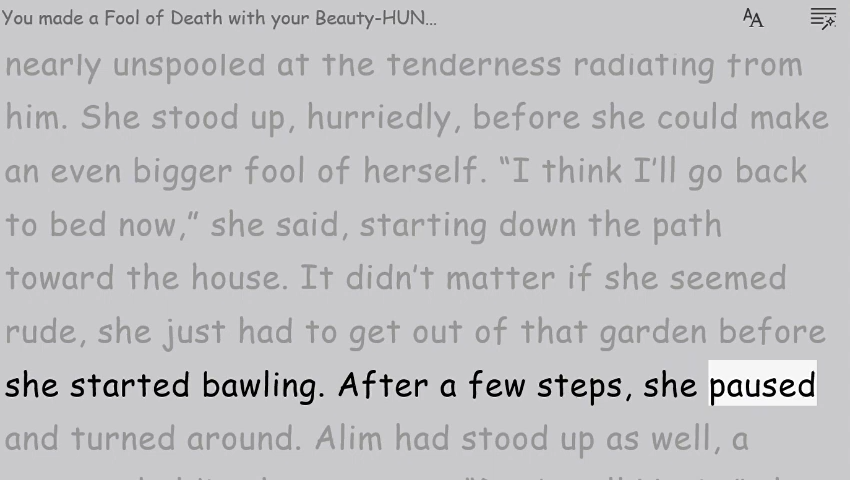 You made a Fool of Death with your Beauty-HUN...
nearly unspooled at the tenderness radiating from
him. She stood up, hurriedly, before she could make
an even bigger fool of herself. “I think I’ll go back
to bed now,” she said, starting down the path
toward the house. It didn’t matter if she seemed
rude, she just had to get out of that garden before
she started bawling. After a few steps, she paused
and turned around. Alim had stood up as well, a